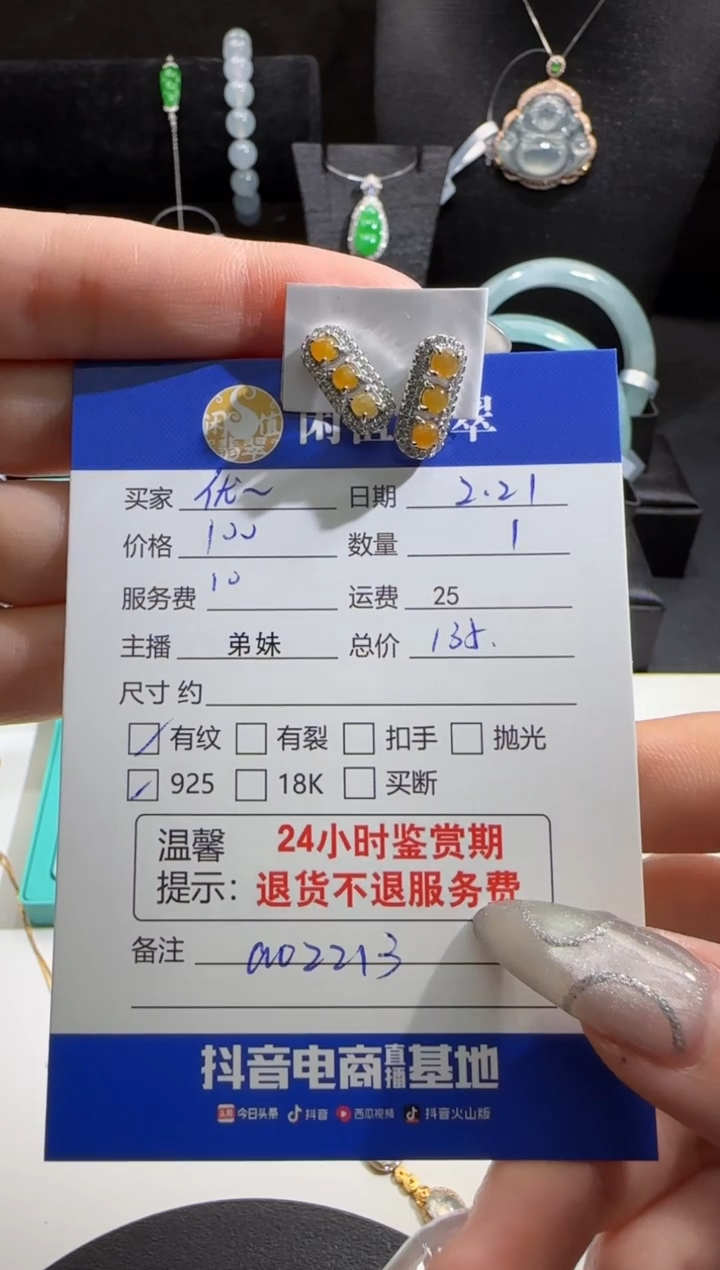 闲值翡翠
买家 优~ 日期 2.21
价格 100 数量 1
服务费 10 运费 25
主播 弟妹 总价 135.
尺寸 约
有纹 有裂 扣手 抛光
925 18K 买断
温馨 24小时鉴赏期
提示：退货不退服务费
备注 a02213
抖音电商直播基地
头条 今日头条 抖音 西瓜视频 抖音火山版